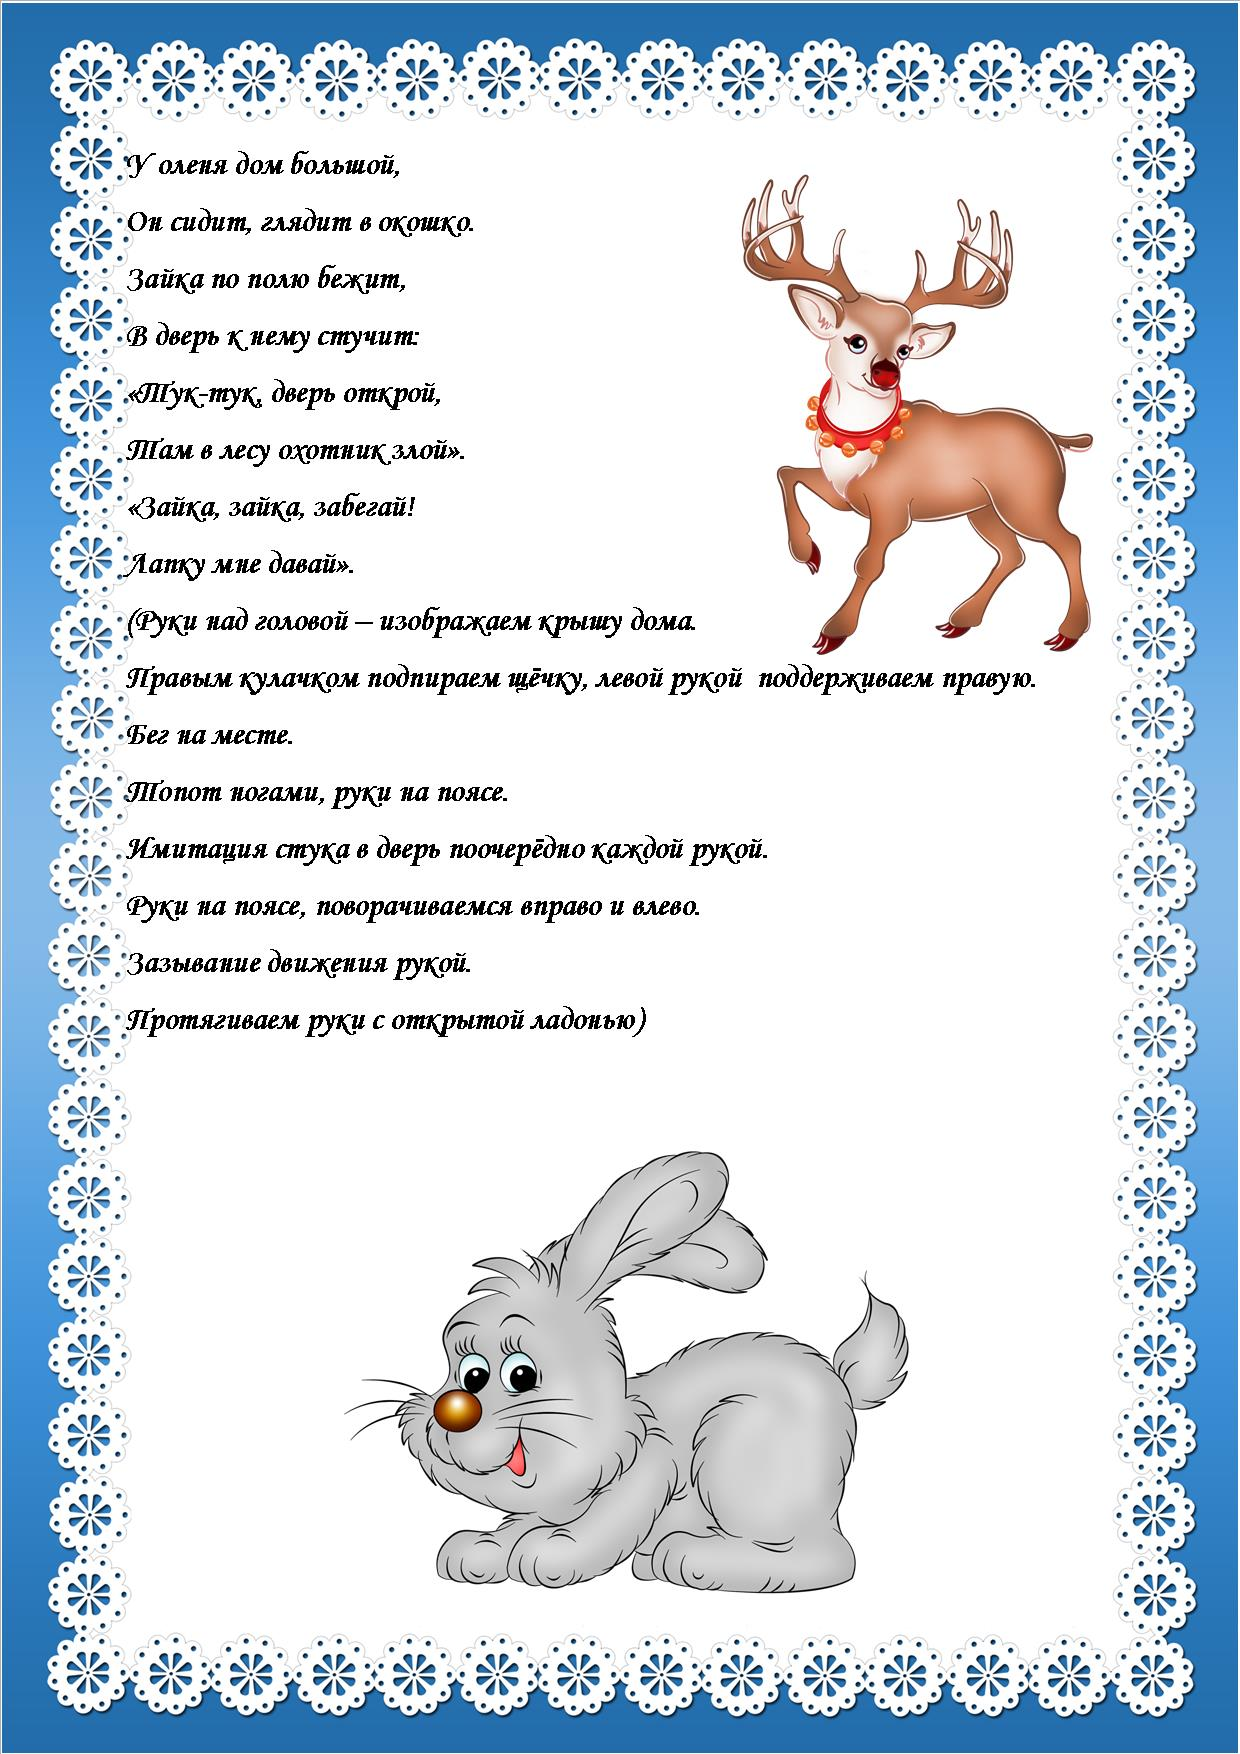 У оленя дом большой,
Он сидит, глядит в окошко.
Зайка по полю бежит,
В дверь к нему стучит:
«Тук-тук, дверь открой,
Там в лесу охотник злой».
«Зайка, зайка, забегай!
Лапку мне давай».
(Руки над головой – изображаем крышу дома.
Правым кулачком подпираем щёчку, левой рукой поддерживаем правую.
Бег на месте.
Топот ногами, руки на поясе.
Имитация стука в дверь поочерёдно каждой рукой.
Руки на поясе, поворачиваемся вправо и влево.
Зазывание движения рукой.
Протягиваем руки с открытой ладонью)